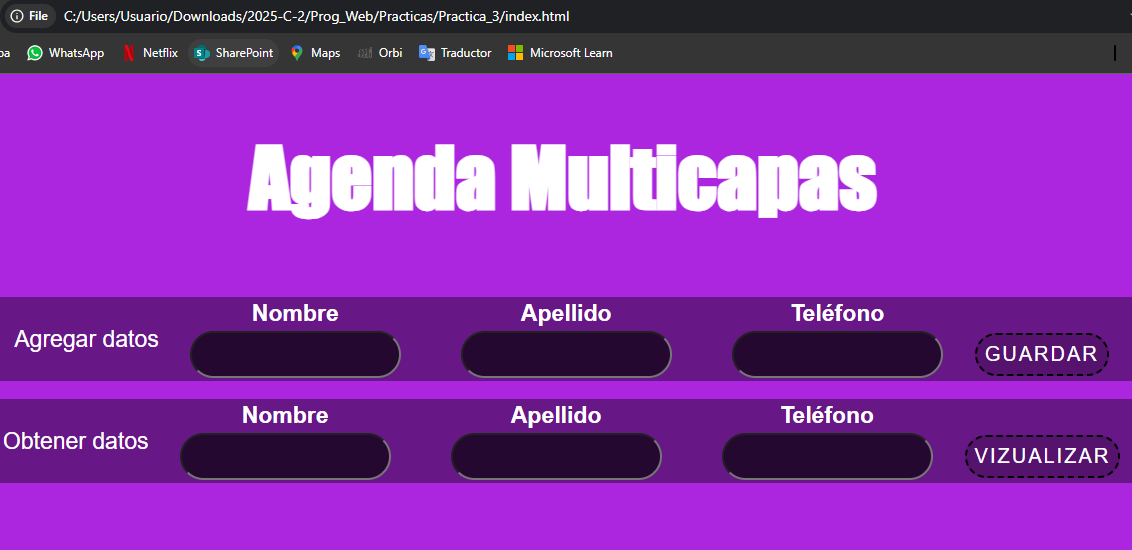 File C:/Users/Usuario/Downloads/2025-C-2/Prog_Web/Practicas/Practica_3/index.html
pa WhatsApp Netflix SharePoint Maps Orbi Traductor Microsoft Learn
Agenda Multicapas
Nombre Apellido Teléfono
Agregar datos GUARDAR
Nombre Apellido Teléfono
Obtener datos VIZUALIZAR